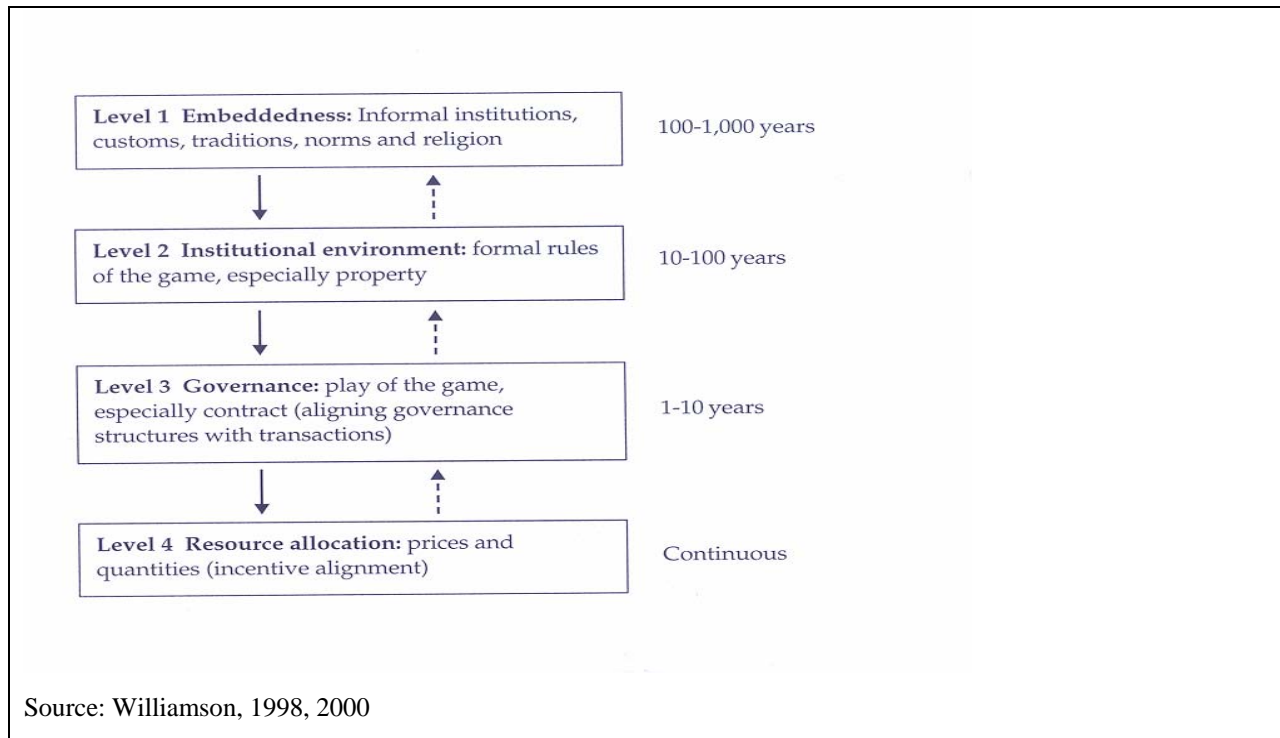 Level 1 Embeddedness: Informal institutions,
customs, traditions, norms and religion
100-1,000 years
Level 2 Institutional environment: formal rules
of the game, especially property
10-100 years
Level 3 Governance: play of the game,
especially contract (aligning governance
structures with transactions)
1-10 years
Level 4 Resource allocation: prices and
quantities (incentive alignment)
Continuous
Source: Williamson, 1998, 2000